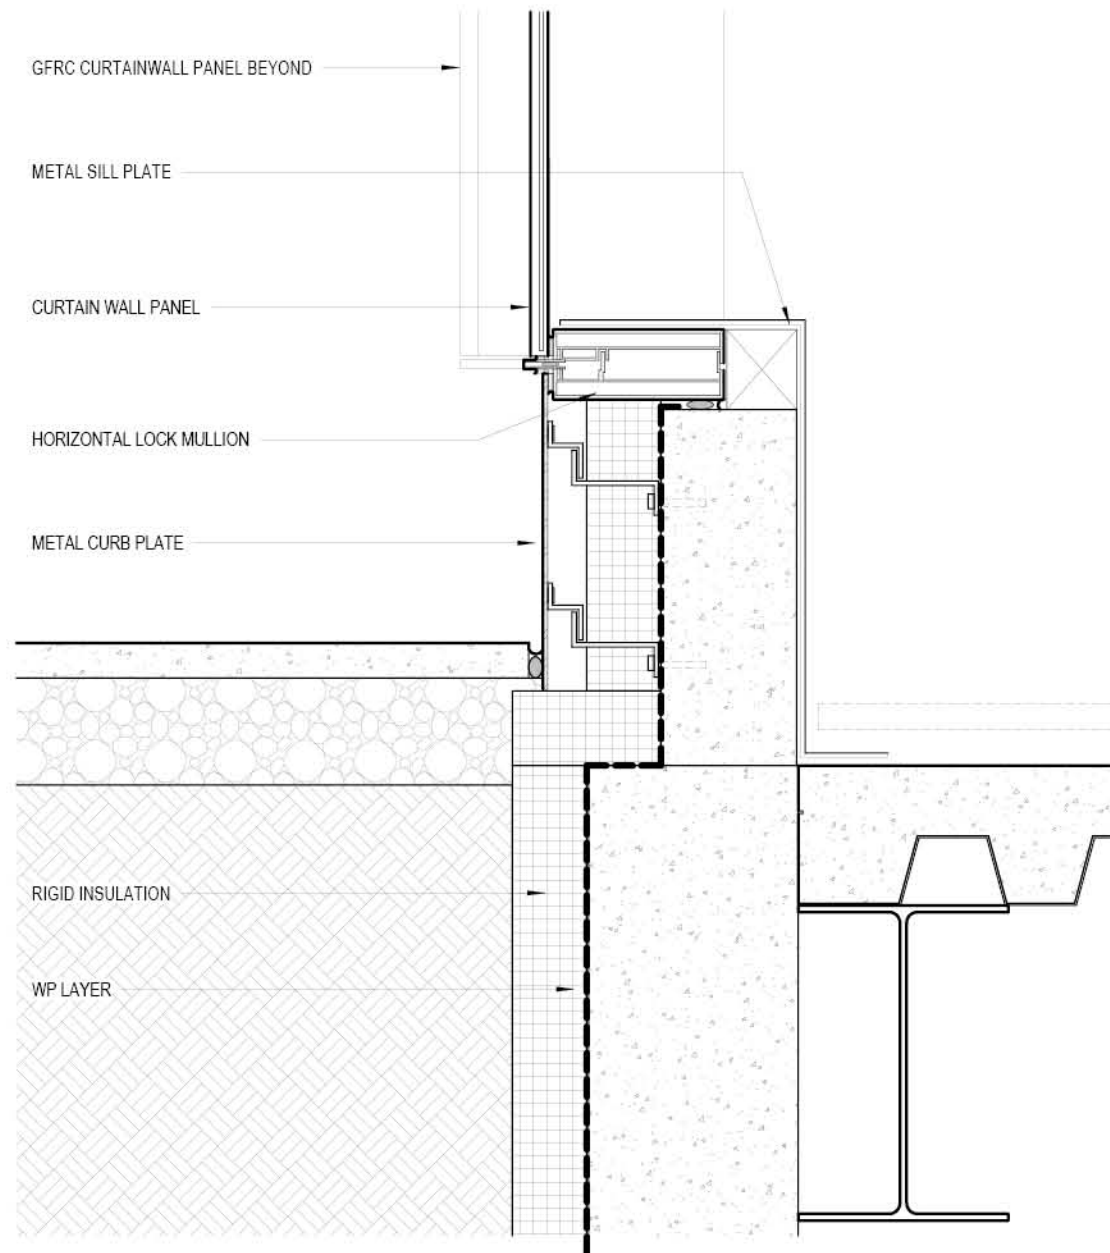 GFRC CURTAINWALL PANEL BEYOND
METAL SILL PLATE
CURTAIN WALL PANEL
HORIZONTAL LOCK MULLION
METAL CURB PLATE
RIGID INSULATION
WP LAYER